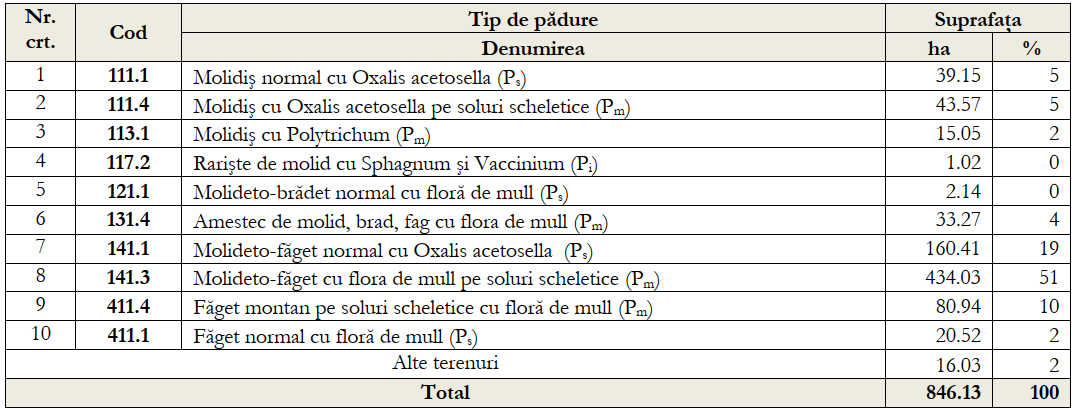 Nr. crt. Cod Tip de pădure Suprafața
Denumirea ha %
1 111.1 Molidiş normal cu Oxalis acetosella (Ps) 39.15 5
2 111.4 Molidiş cu Oxalis acetosella pe soluri scheletice (Pm) 43.57 5
3 113.1 Molidiş cu Polytrichum (Pm) 15.05 2
4 117.2 Rarişte de molid cu Sphagnum şi Vaccinium (Pi) 1.02 0
5 121.1 Molideto-brădet normal cu floră de mull (Ps) 2.14 0
6 131.4 Amestec de molid, brad, fag cu flora de mull (Pm) 33.27 4
7 141.1 Molideto-făget normal cu Oxalis acetosella (Ps) 160.41 19
8 141.3 Molideto-făget cu flora de mull pe soluri scheletice (Pm) 434.03 51
9 411.4 Făget montan pe soluri scheletice cu floră de mull (Pm) 80.94 10
10 411.1 Făget normal cu floră de mull (Ps) 20.52 2
Alte terenuri 16.03 2
Total 846.13 100